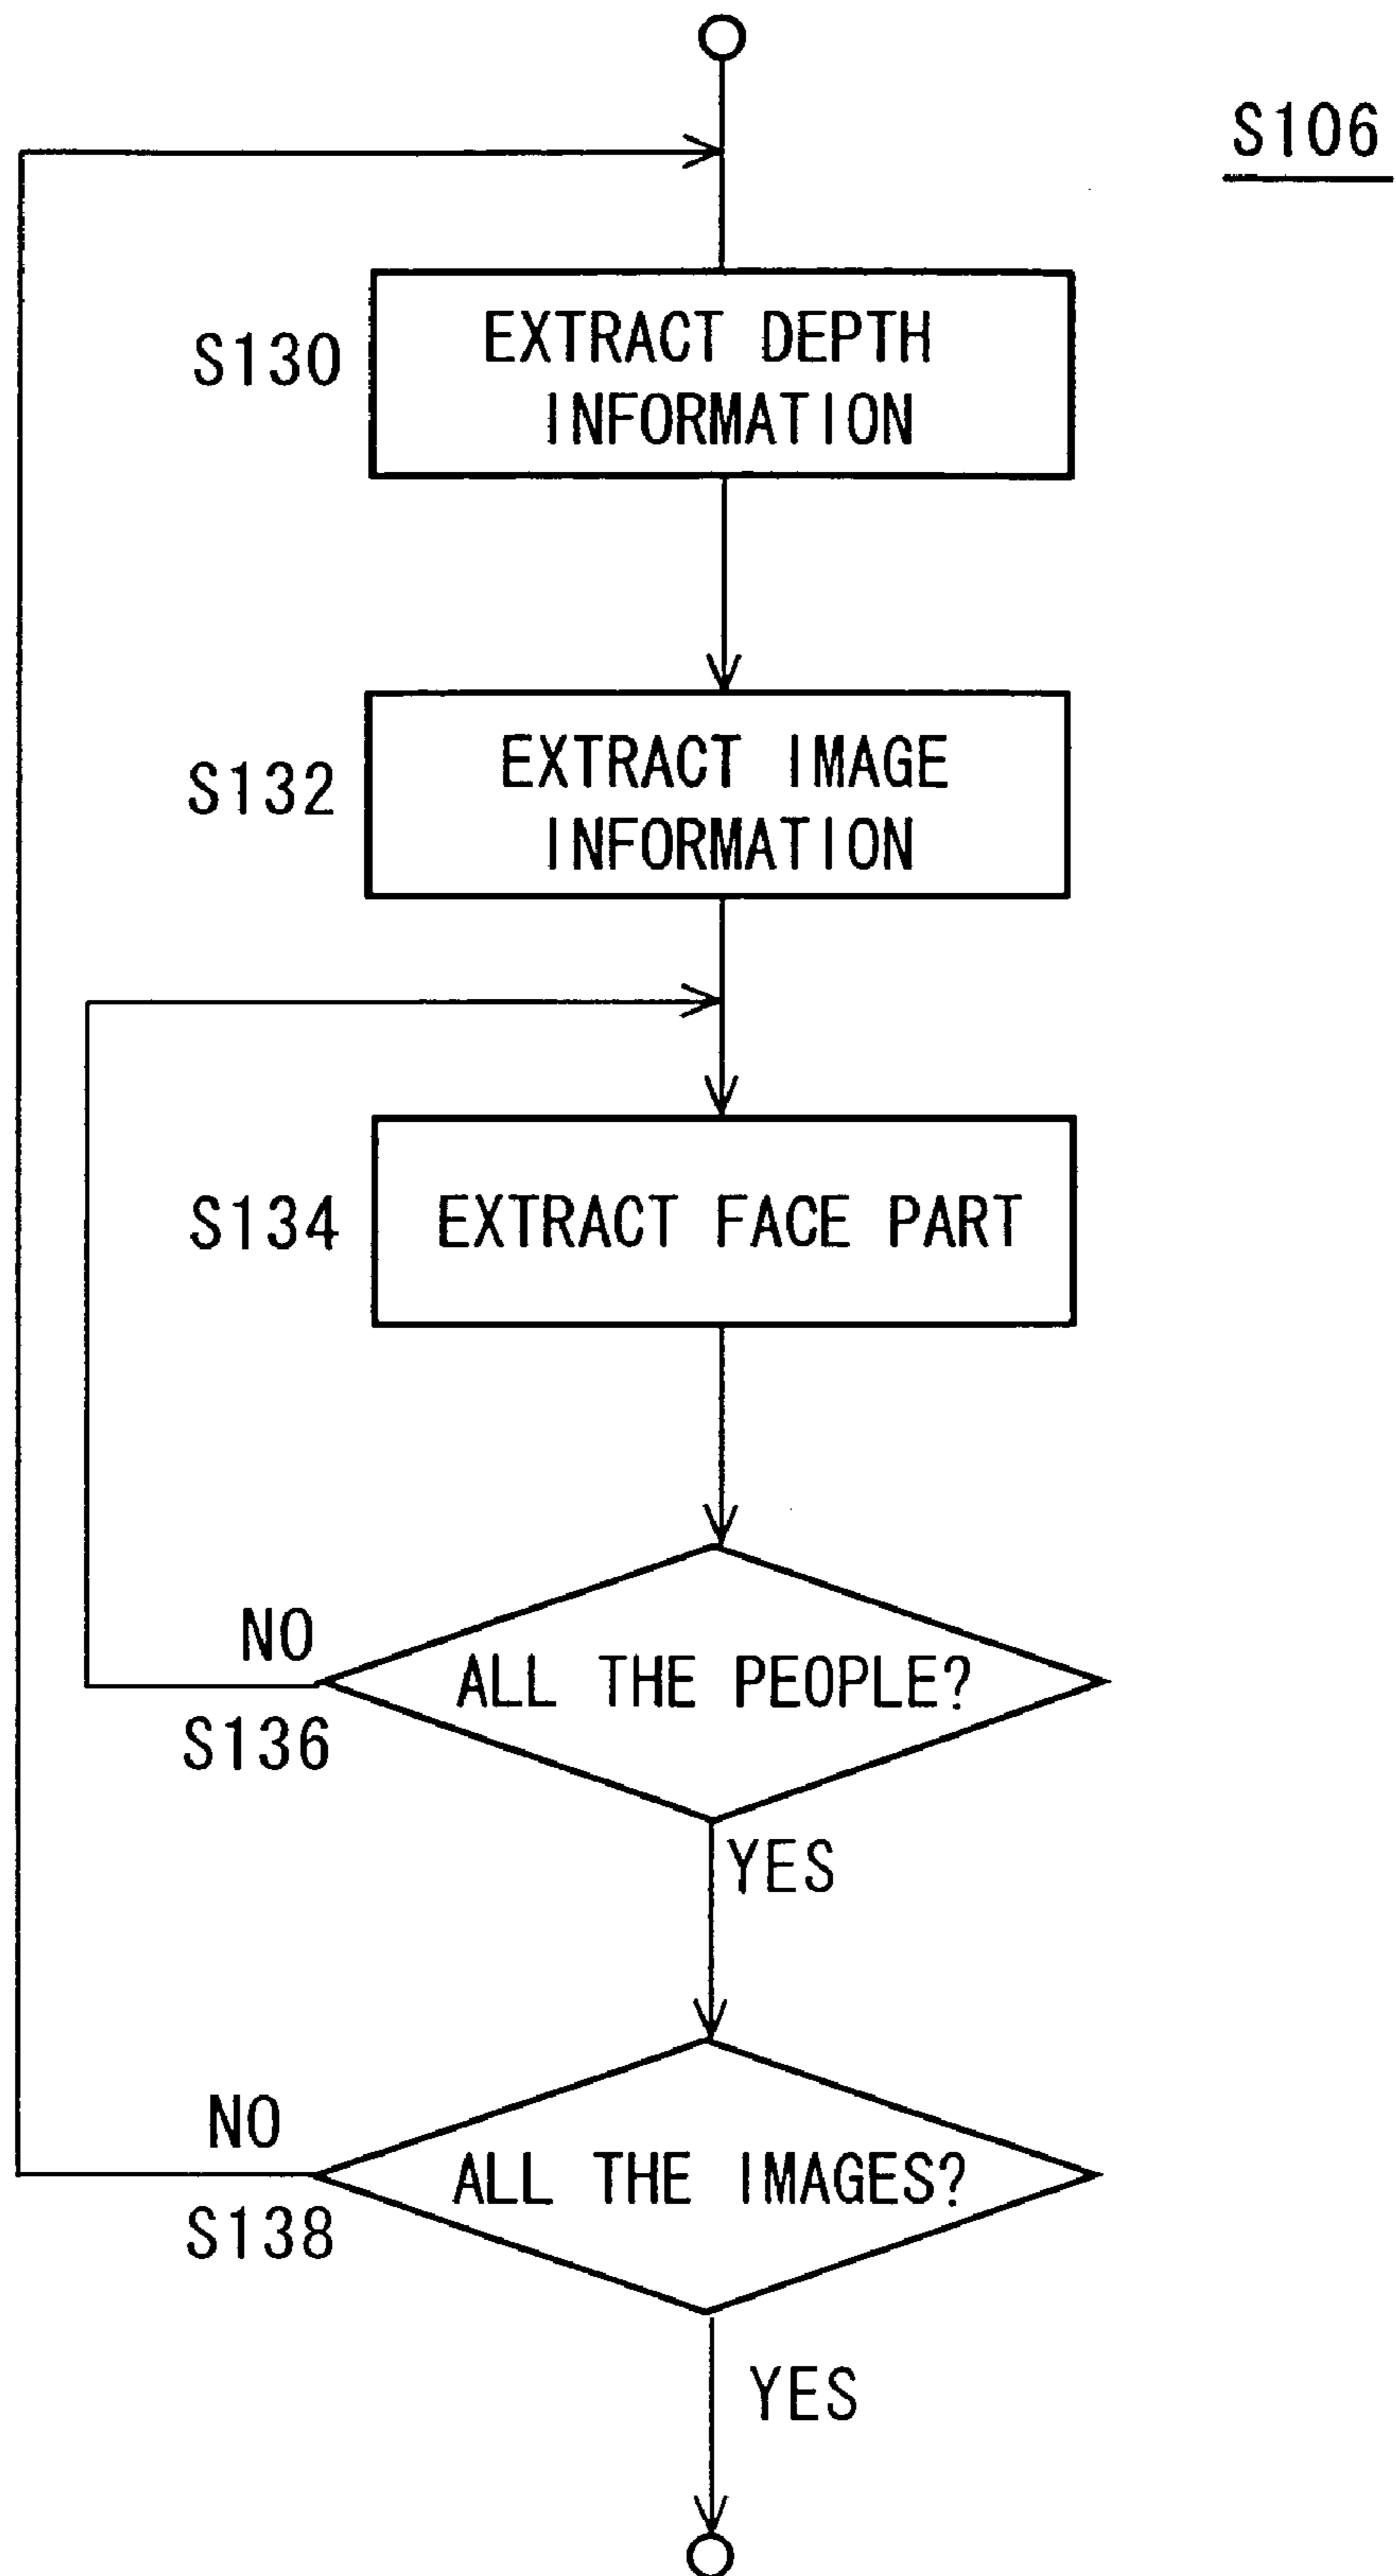 S106
S130
EXTRACT DEPTH
INFORMATION
S132
EXTRACT IMAGE
INFORMATION
S134
EXTRACT FACE PART
NO
ALL THE PEOPLE?
S136
YES
NO
ALL THE IMAGES?
S138
YES